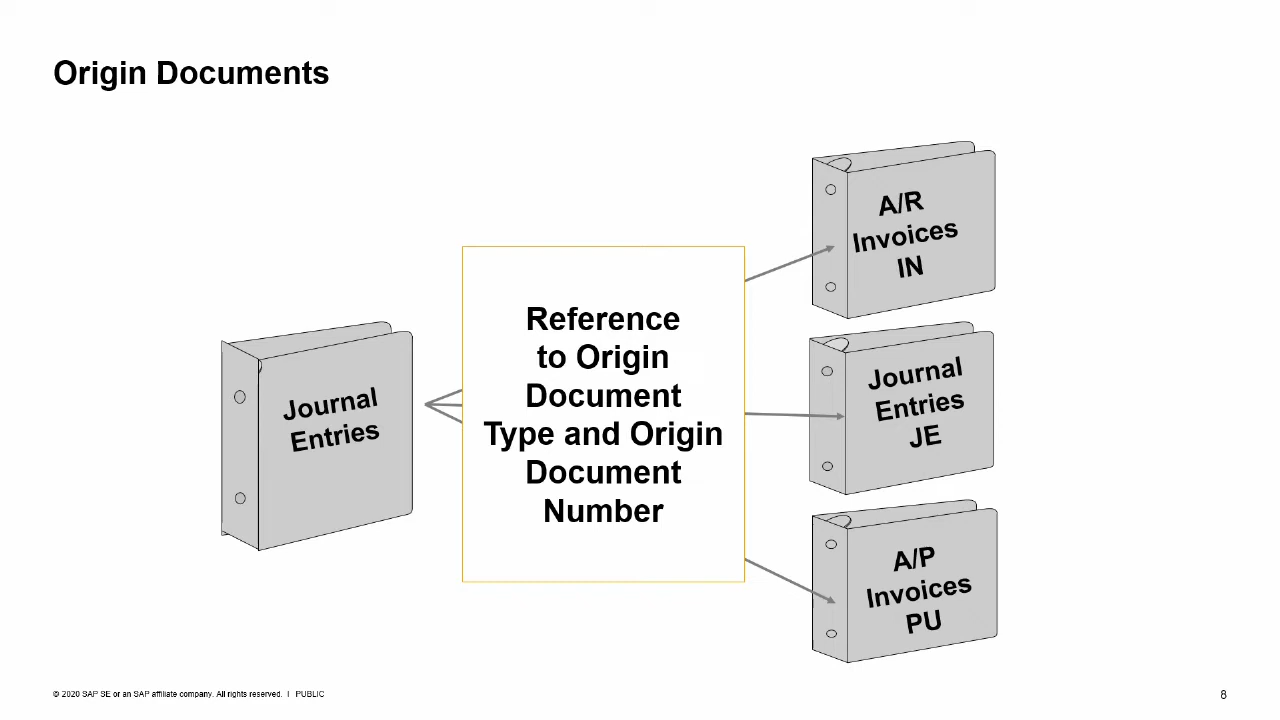 Origin Documents
Journal
Entries
Reference
to Origin
Document
Type and Origin
Document
Number
A/R
Invoices
IN
Journal
Entries
JE
A/P
Invoices
PU
© 2020 SAP SE or an SAP affiliate company. All rights reserved. I PUBLIC
8